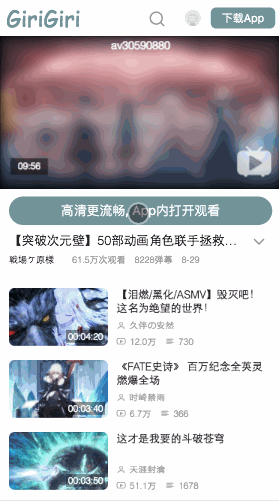 GiriGiri
下载App
av30590880
09:56
高清更流畅, App内打开观看
【突破次元壁】50部动画角色联手拯救...
戦場ケ原様 61.5万次观看 8228弹幕 8-29
【泪燃/黑化/ASMV】毁灭吧!
这名为绝望的世界!
00:04:20
久伴の安然
12.0万 730
《FATE史诗》 百万纪念全英灵
燃爆全场
00:03:40
时崎繠雨
6.7万 366
这才是我要的斗破苍穹
00:03:50
天涯封滝
51.1万 1678